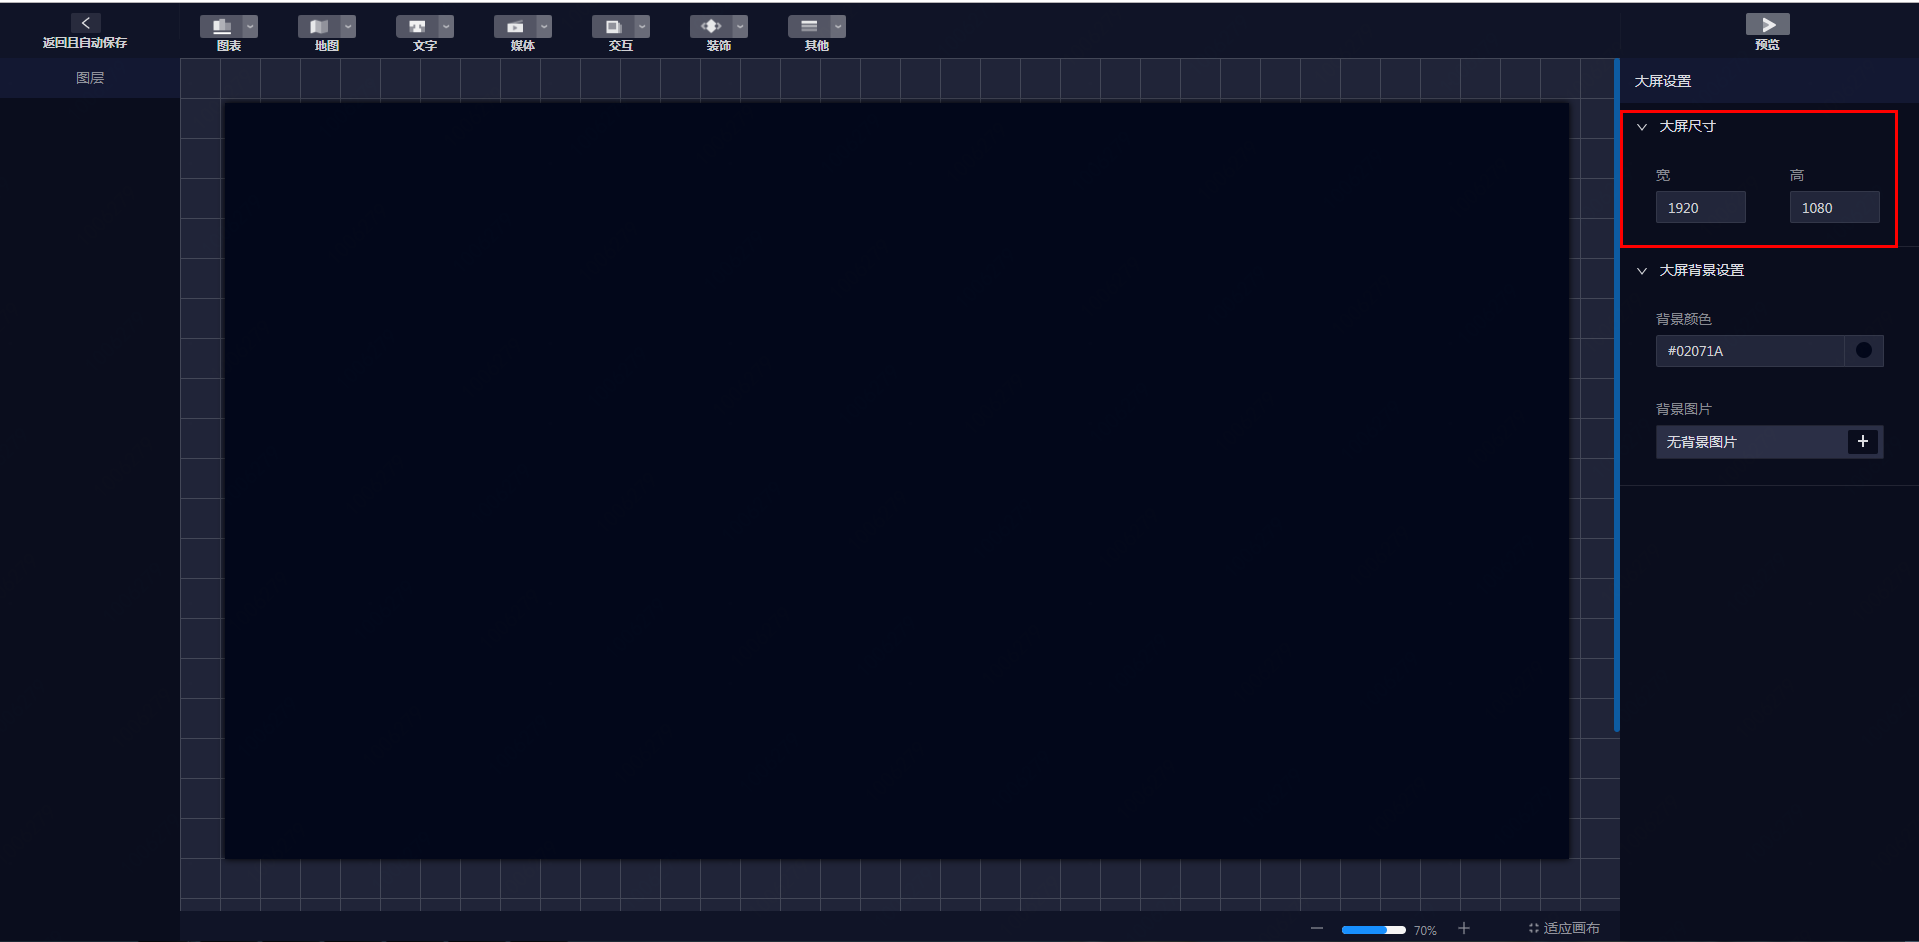 返回且自动保存
图表
地图
文字
媒体
交互
装饰
其他
预览
图层
大屏设置
大屏尺寸
宽
高
1920
1080
大屏背景设置
背景颜色
#02071A
背景图片
无背景图片
70%
适应画布